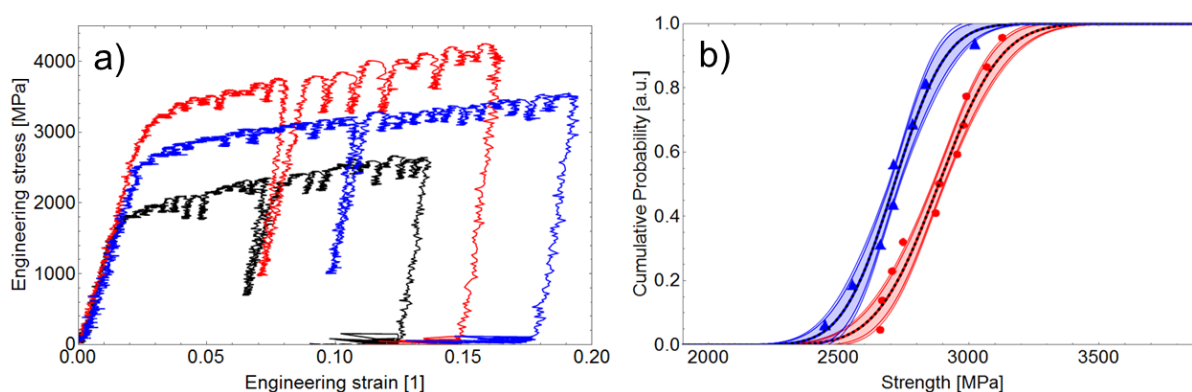 a)
Engineering stress [MPa]
4000
3000
2000
1000
0
0.00 0.05 0.10 0.15 0.20
Engineering strain [1]
b)
Cumulative Probability [a.u.]
1.0
0.8
0.6
0.4
0.2
0.0
2000 2500 3000 3500
Strength [MPa]